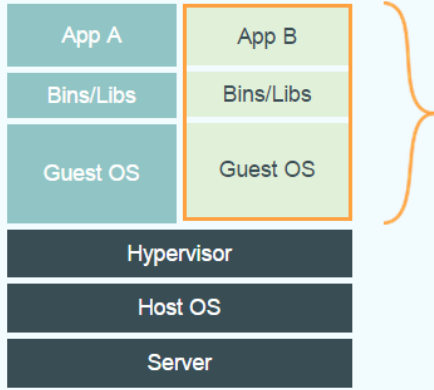 App A
App B
Bins/Libs
Bins/Libs
Guest OS
Guest OS
Hypervisor
Host OS
Server